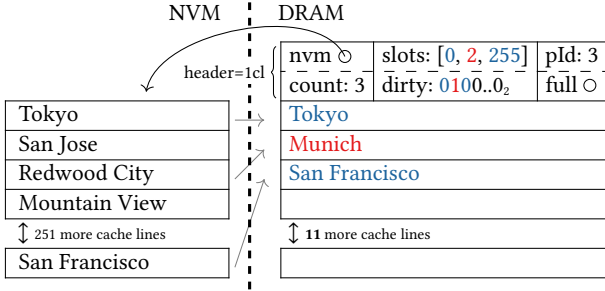 NVM DRAM
header=1cl
nvm slots: [0, 2, 255] pId: 3
count: 3 dirty: 0100..0₂ full
Tokyo Tokyo
San Jose Munich
Redwood City San Francisco
Mountain View
251 more cache lines 11 more cache lines
San Francisco